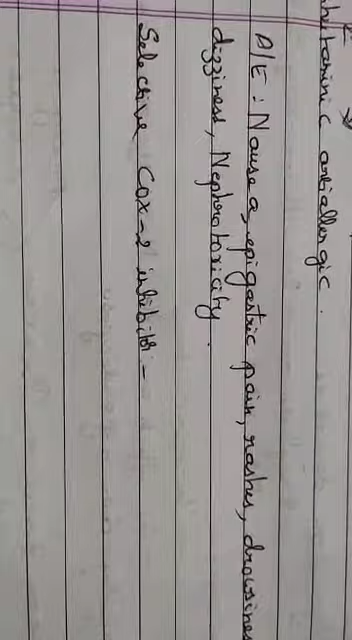 antiallergic.
A/E : Nausea, epigastric pain, rashes, drowsiness
dizziness, Nephrotoxicity.
Selective COX-2 inhibitor -